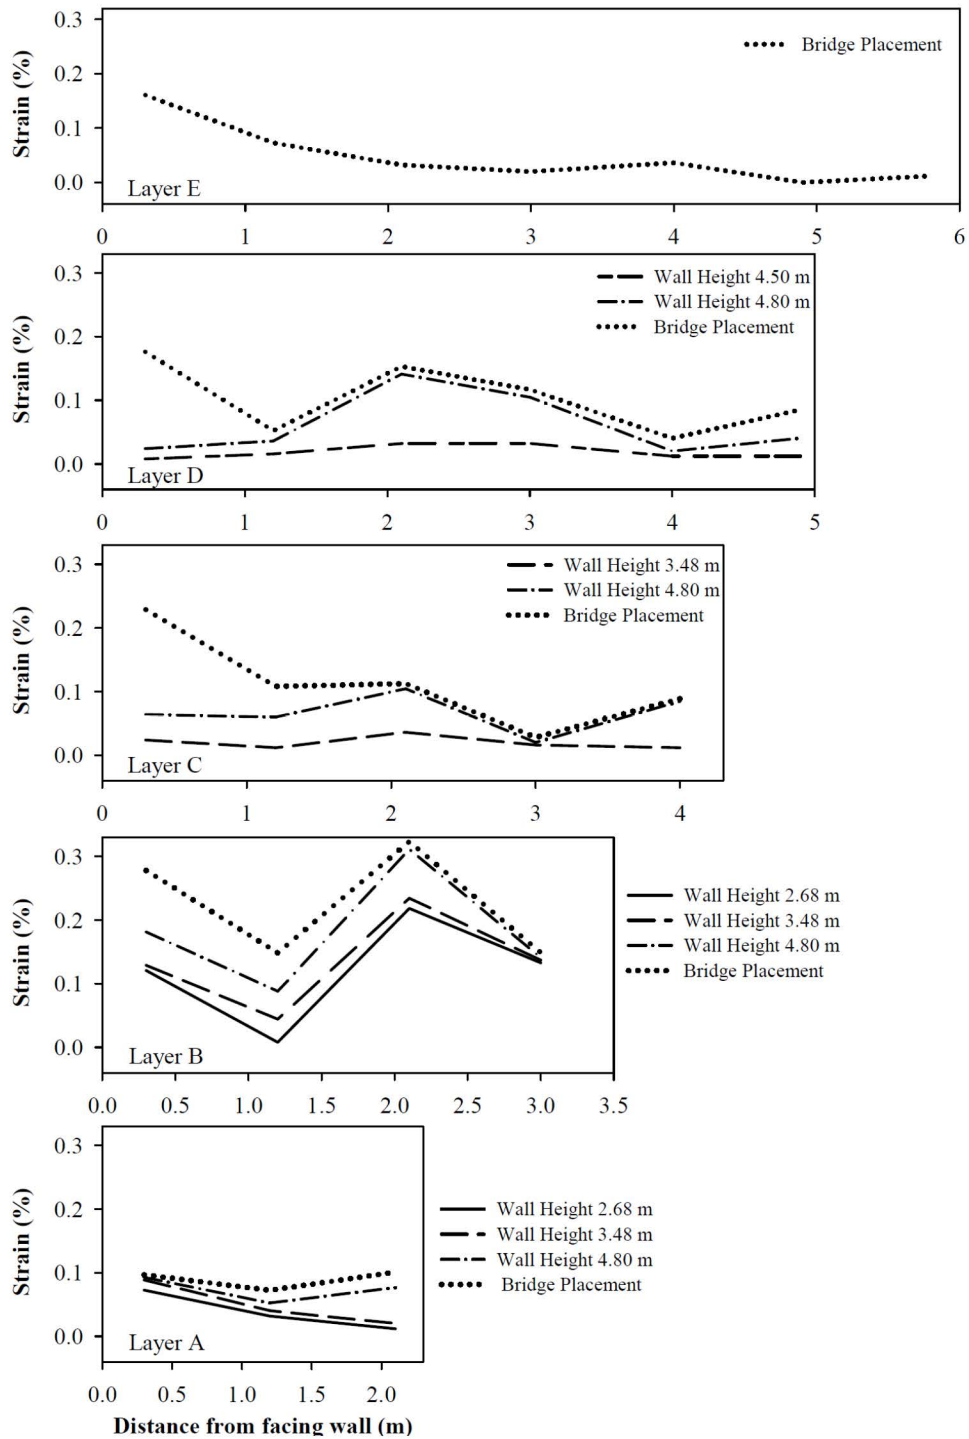 0.3
Bridge Placement
0.2
0.1
0.0
Strain (%)
Layer E
0 1 2 3 4 5 6
0.3
Wall Height 4.50 m
Wall Height 4.80 m
Bridge Placement
0.2
0.1
0.0
Strain (%)
Layer D
0 1 2 3 4 5
0.3
Wall Height 3.48 m
Wall Height 4.80 m
Bridge Placement
0.2
0.1
0.0
Strain (%)
Layer C
0 1 2 3 4
0.3
Wall Height 2.68 m
Wall Height 3.48 m
Wall Height 4.80 m
Bridge Placement
0.2
0.1
0.0
Strain (%)
Layer B
0.0 0.5 1.0 1.5 2.0 2.5 3.0 3.5
0.3
Wall Height 2.68 m
Wall Height 3.48 m
Wall Height 4.80 m
Bridge Placement
0.2
0.1
0.0
Strain (%)
Layer A
0.0 0.5 1.0 1.5 2.0
Distance from facing wall (m)